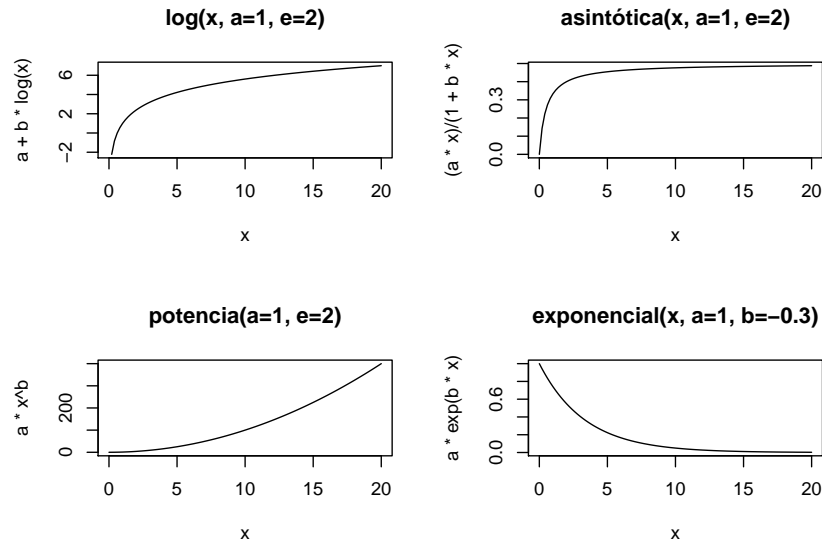 log(x, a=1, e=2)
a + b * log(x)
−2 2 6
0 5 10 15 20
x
asintótica(x, a=1, e=2)
(a * x)/(1 + b * x)
0.0 0.3
0 5 10 15 20
x
potencia(a=1, e=2)
a * x^b
0 200
0 5 10 15 20
x
exponencial(x, a=1, b=−0.3)
a * exp(b * x)
0.0 0.6
0 5 10 15 20
x